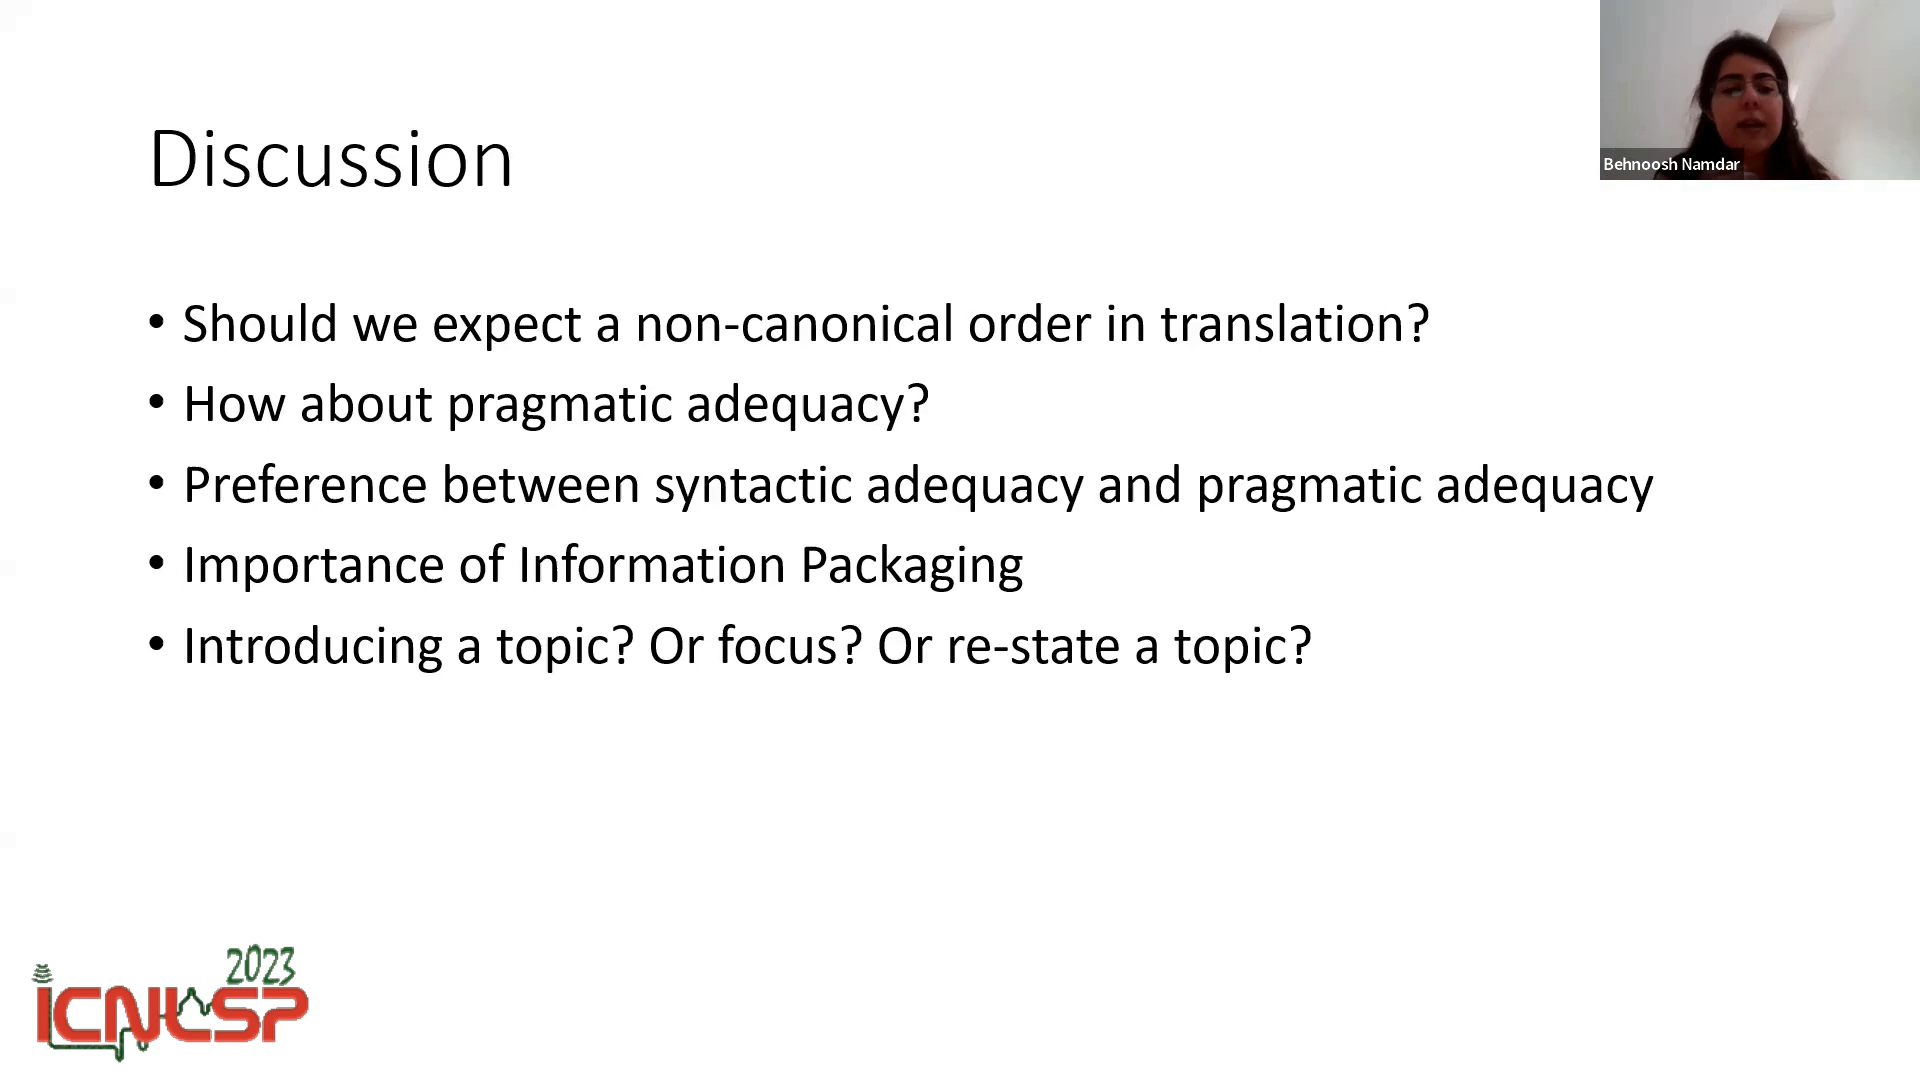 Behnoosh Namdar
Discussion
• Should we expect a non-canonical order in translation?
• How about pragmatic adequacy?
• Preference between syntactic adequacy and pragmatic adequacy
• Importance of Information Packaging
• Introducing a topic? Or focus? Or re-state a topic?
2023
ICNLSP